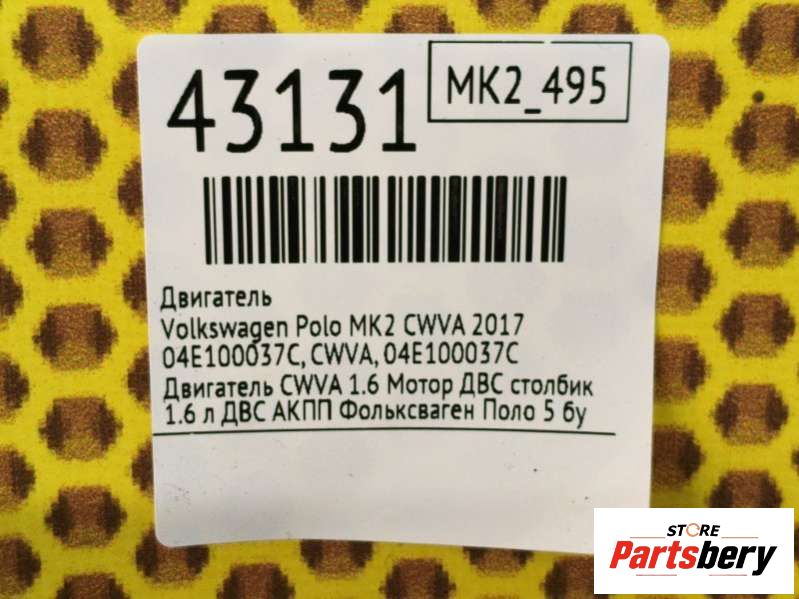 43131
MK2_495
Двигатель
Volkswagen Polo MK2 CWVA 2017
04E100037C, CWVA, 04E100037C
Двигатель CWVA 1.6 Мотор ДВС столбик
1.6 л ДВС АКПП Фольксваген Поло 5 бу
STORE
Partsbery